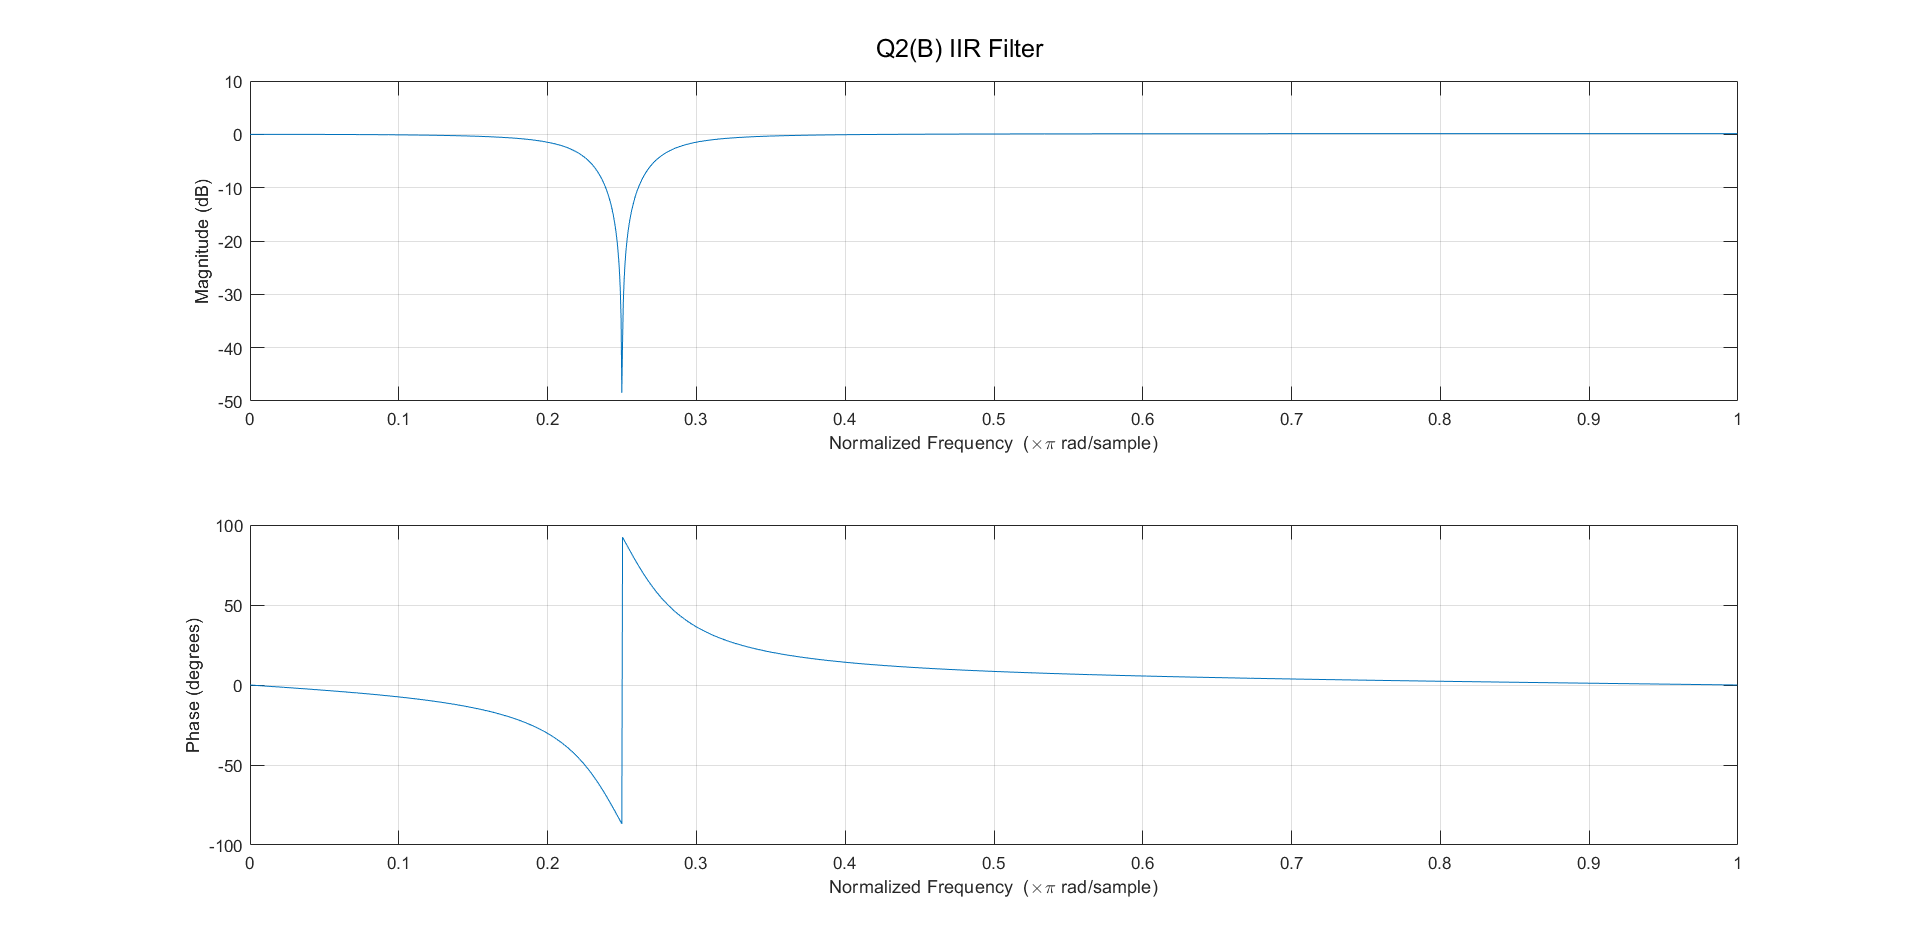 Q2(B) IIR Filter
10
0
-10
-20
-30
-40
-50
Magnitude (dB)
0 0.1 0.2 0.3 0.4 0.5 0.6 0.7 0.8 0.9 1
Normalized Frequency (×π rad/sample)
100
50
0
-50
-100
Phase (degrees)
0 0.1 0.2 0.3 0.4 0.5 0.6 0.7 0.8 0.9 1
Normalized Frequency (×π rad/sample)